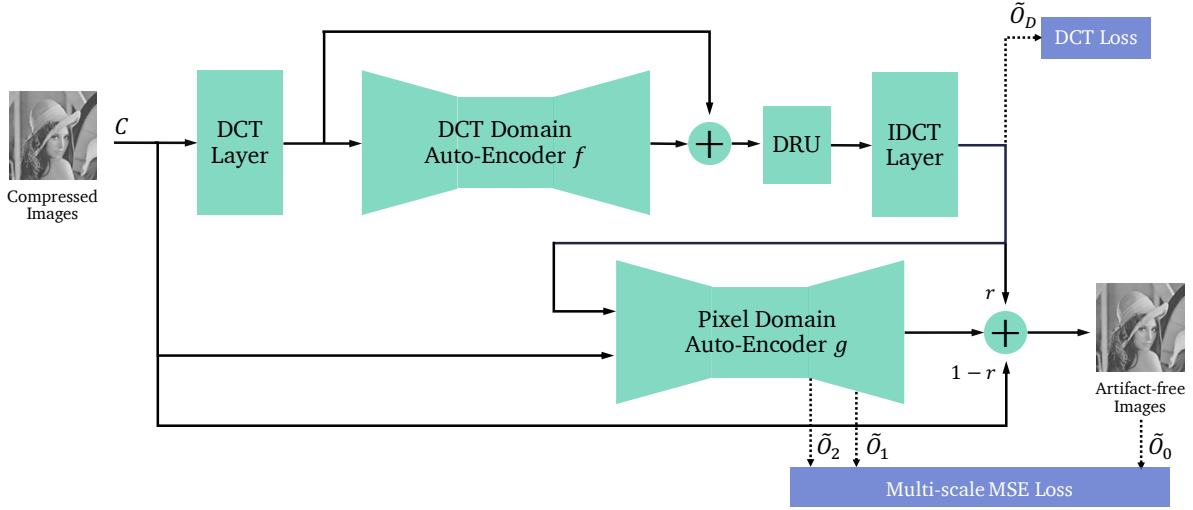 Õ_D
DCT Loss
C
DCT
Layer
DCT Domain
Auto-Encoder f
+
DRU
IDCT
Layer
Compressed
Images
r
Pixel Domain
Auto-Encoder g
+
1 − r
Artifact-free
Images
Õ_2
Õ_1
Õ_0
Multi-scale MSE Loss